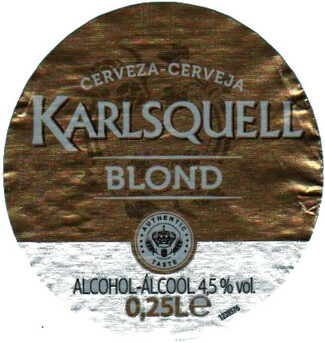 CERVEZA-CERVEJA
KARLSQUELL
BLOND
AUTHENTIC
TASTE
ALCOHOL-ÁLCOOL 4,5 % vol.
0,25L e